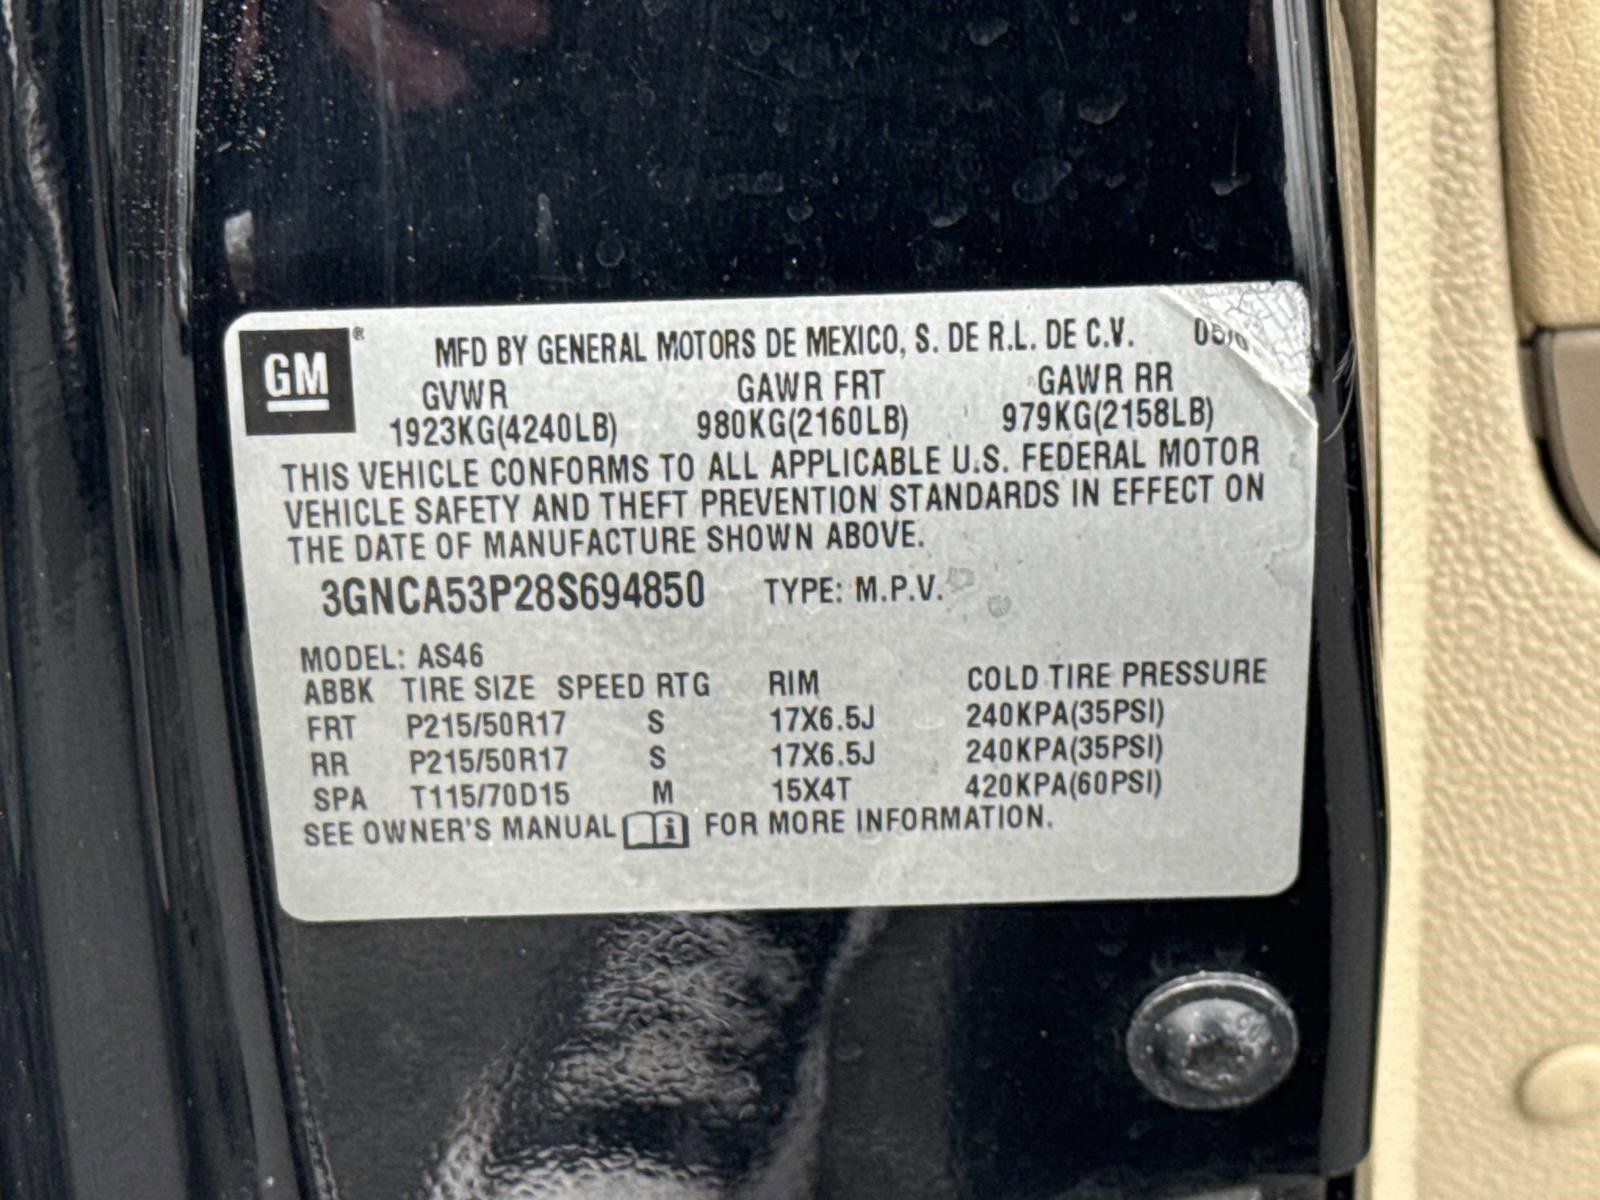 GM ®
MFD BY GENERAL MOTORS DE MEXICO, S. DE R.L. DE C.V.
GVWR GAWR FRT GAWR RR
1923KG(4240LB) 980KG(2160LB) 979KG(2158LB)
THIS VEHICLE CONFORMS TO ALL APPLICABLE U.S. FEDERAL MOTOR
VEHICLE SAFETY AND THEFT PREVENTION STANDARDS IN EFFECT ON
THE DATE OF MANUFACTURE SHOWN ABOVE.
3GNCA53P28S694850 TYPE: M.P.V.
MODEL: AS46
ABBK TIRE SIZE SPEED RTG RIM COLD TIRE PRESSURE
FRT P215/50R17 S 17X6.5J 240KPA(35PSI)
RR P215/50R17 S 17X6.5J 240KPA(35PSI)
SPA T115/70D15 M 15X4T 420KPA(60PSI)
SEE OWNER'S MANUAL FOR MORE INFORMATION.